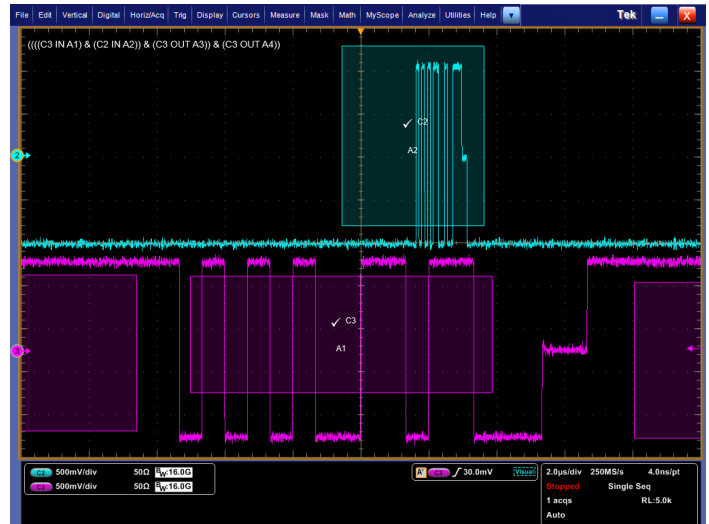 File Edit Vertical Digital Horiz/Acq Trig Display Cursors Measure Mask Math MyScope Analyze Utilities Help Tek X
((((C3 IN A1) & (C2 IN A2)) & (C3 OUT A3)) & (C3 OUT A4))
C2
A2
2
C3
A1
3
C2 500mV/div 50Ω BW:16.0G
C3 500mV/div 50Ω BW:16.0G
A' C3 30.0mV Visual
2.0µs/div 250MS/s 4.0ns/pt
Stopped Single Seq
1 acqs RL:5.0k
Auto